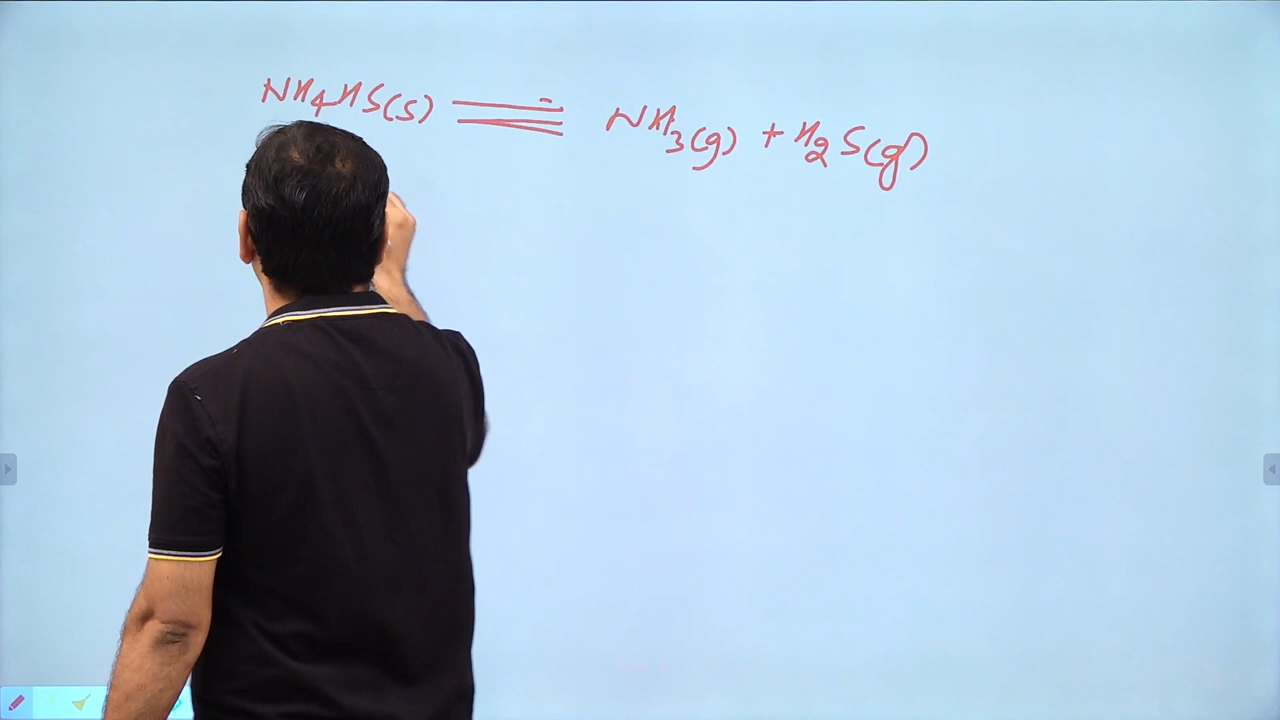 NH4HS(s) ⇌ NH3(g) + H2S(g)